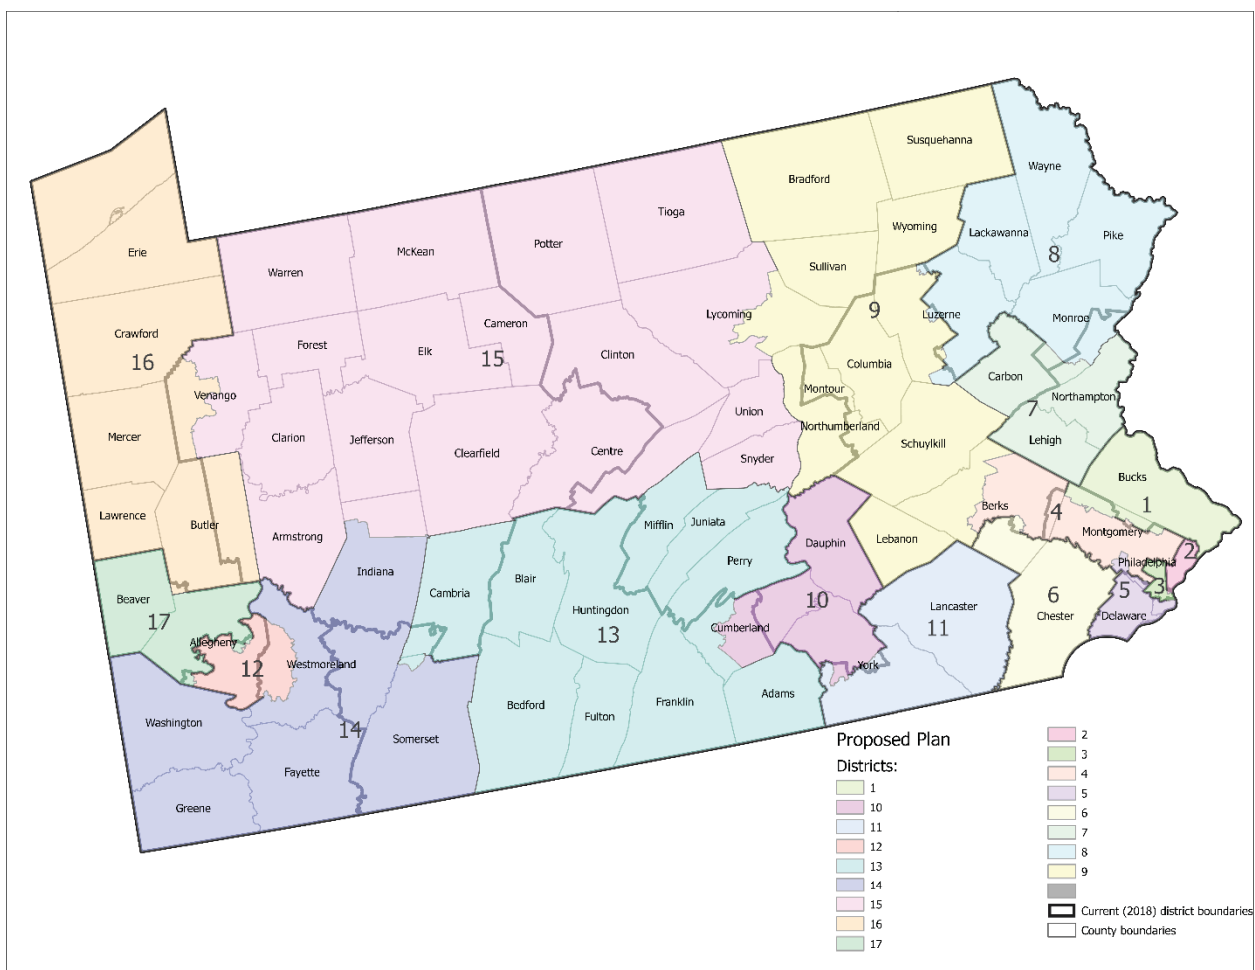 Susquehanna
Bradford
Wayne
Tioga
Wyoming
Lackawanna
Pike
Erie
McKean
Potter
8
Warren
Sullivan
Lycoming
9
Luzerne
Monroe
Crawford
Cameron
Forest
Elk
15
Clinton
16
Columbia
Carbon
Venango
Montour
Northampton
7
Mercer
Clarion
Jefferson
Union
Northumberland
Lehigh
Schuylkill
Clearfield
Centre
Snyder
Bucks
Lawrence
Butler
Mifflin
Juniata
Berks
4
1
Armstrong
Dauphin
Lebanon
Montgomery
2
Indiana
Perry
Philadelphia
Beaver
Cambria
Blair
Huntingdon
10
Lancaster
6
5
3
17
13
Cumberland
11
Chester
Delaware
Allegheny
12
Westmoreland
York
Washington
14
Bedford
Fulton
Franklin
Adams
Somerset
Fayette
Greene
Proposed Plan
Districts:
1
10
11
12
13
14
15
16
17
2
3
4
5
6
7
8
9
Current (2018) district boundaries
County boundaries